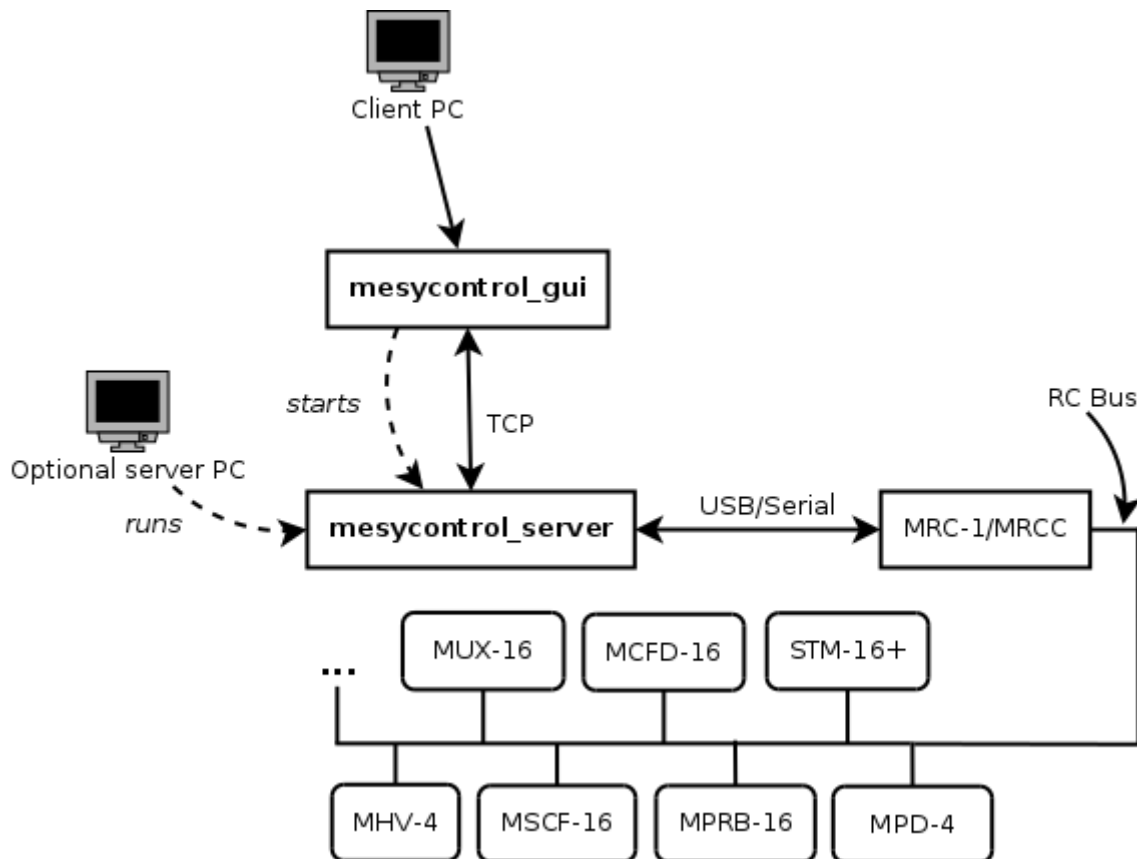 Client PC
mesycontrol_gui
starts
TCP
RC Bus
Optional server PC
runs
mesycontrol_server
USB/Serial
MRC-1/MRCC
...
MUX-16
MCFD-16
STM-16+
MHV-4
MSCF-16
MPRB-16
MPD-4